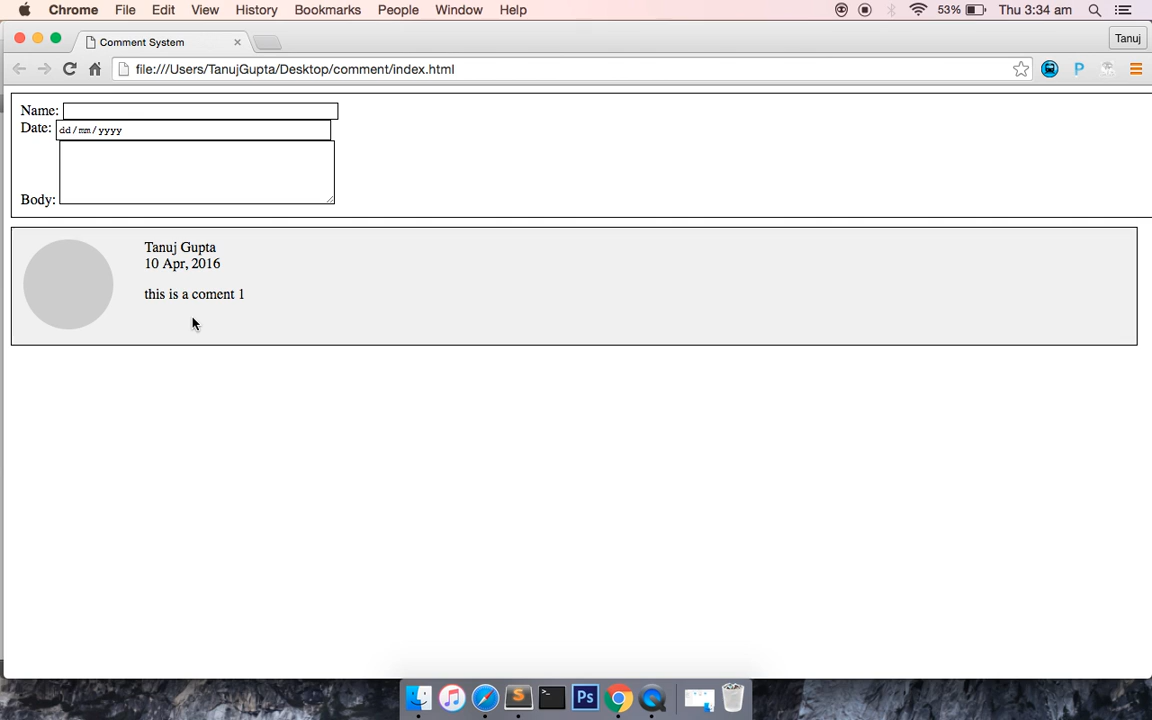 Chrome File Edit View History Bookmarks People Window Help 53% Thu 3:34 am
Comment System Tanuj
file:///Users/TanujGupta/Desktop/comment/index.html P
Name:
Date: dd/mm/yyyy
Body:
Tanuj Gupta
10 Apr, 2016
this is a coment 1
S >_ Ps